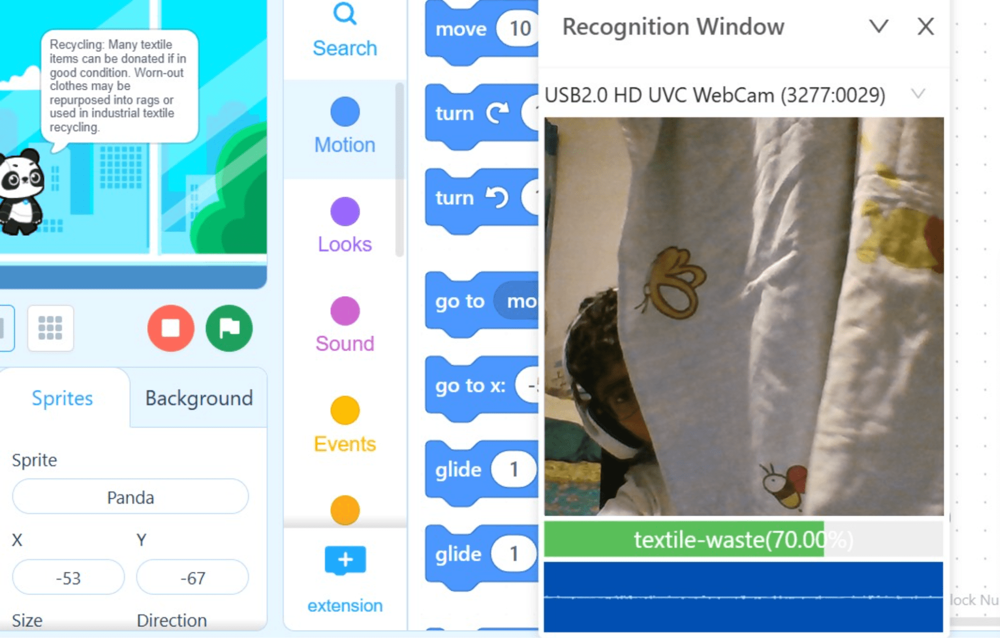 Recycling: Many textile
items can be donated if in
good condition. Worn-out
clothes may be
repurposed into rags or
used in industrial textile
recycling.
Sprites
Background
Sprite
Panda
X
Y
-53
-67
Size
Direction
Search
Motion
Looks
Sound
Events
extension
move 10
turn
turn
go to mo
go to x:
glide 1
glide 1
Recognition Window
USB2.0 HD UVC WebCam (3277:0029)
textile-waste(70.00%)
lock Nu